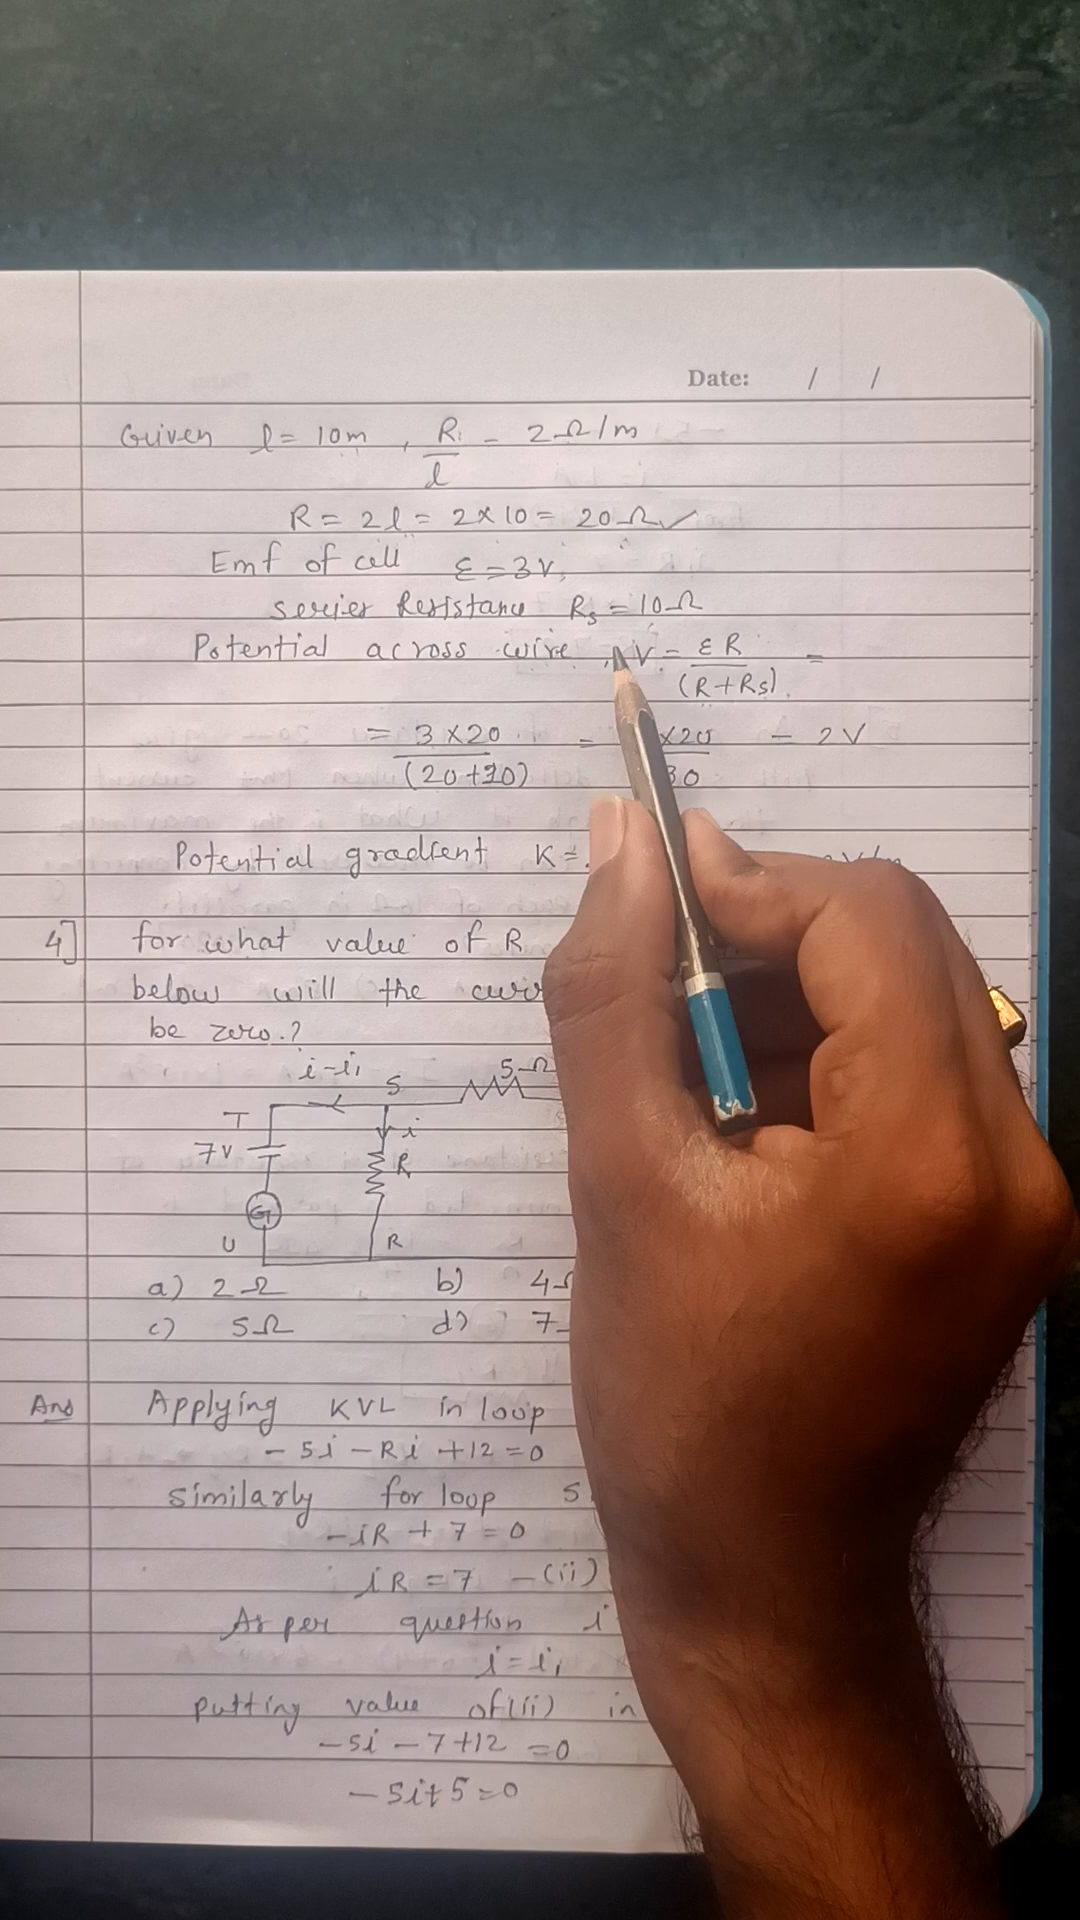 Date: / /
Given l = 10m , R/l = 2Ω/m
R = 2l = 2×10 = 20Ω ✓
Emf of cell ε = 3V,
series Resistance Rs = 10Ω
Potential across wire , V = εR/(R+Rs) =
= 3×20/(20+10) = ×20/30 = 2V
Potential gradient K =
4] for what value of R
below will the
be zero.?
i-i₁ S 5Ω
T
7V i
R
G
U R
a) 2Ω b) 4Ω
c) 5Ω d) 7
Ans Applying KVL in loop
-5i -Ri +12 = 0
similarly for loop S
-iR + 7 = 0
iR = 7 -(ii)
As per question i
i = i₁
putting value of (ii) in
-5i -7+12 = 0
-5i+5=0